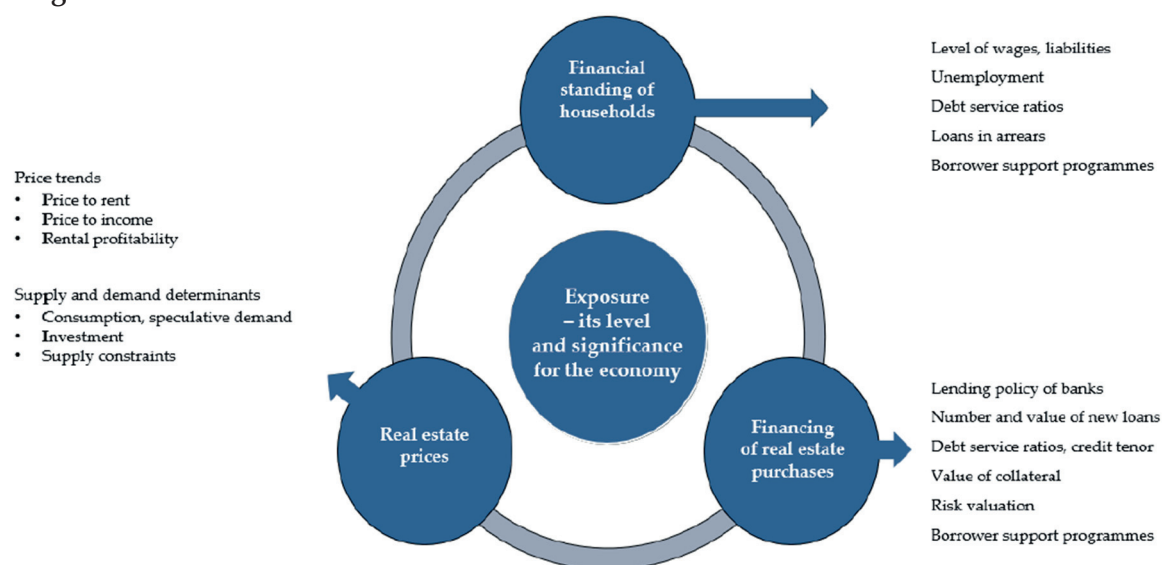 Financial
standing of
households
Level of wages, liabilities
Unemployment
Debt service ratios
Loans in arrears
Borrower support programmes
Price trends
• Price to rent
• Price to income
• Rental profitability
Supply and demand determinants
• Consumption, speculative demand
• Investment
• Supply constraints
Exposure
– its level
and significance
for the economy
Real estate
prices
Financing
of real estate
purchases
Lending policy of banks
Number and value of new loans
Debt service ratios, credit tenor
Value of collateral
Risk valuation
Borrower support programmes